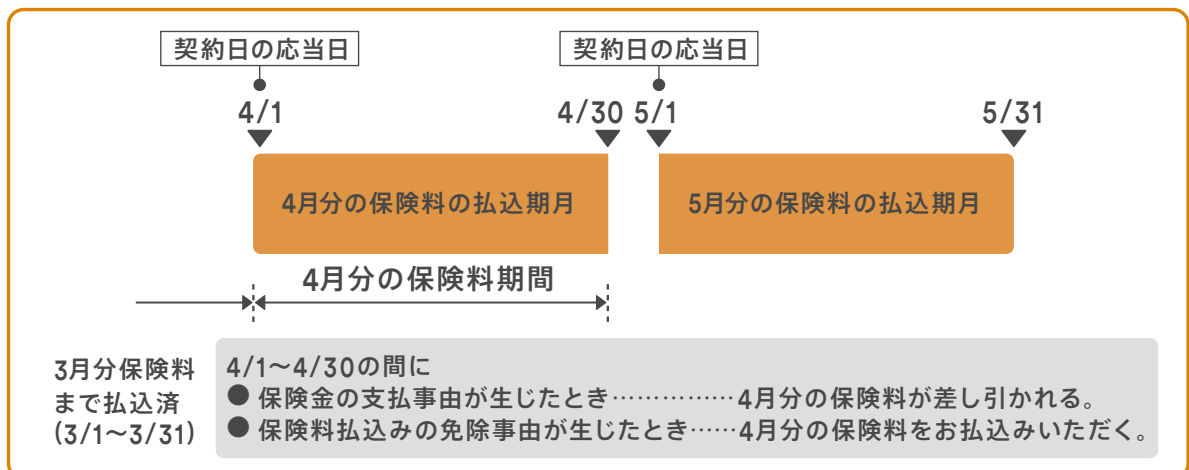 契約日の応当日 契約日の応当日
4/1 4/30 5/1 5/31
4月分の保険料の払込期月 5月分の保険料の払込期月
4月分の保険料期間
3月分保険料
まで払込済
(3/1～3/31)
4/1～4/30の間に
● 保険金の支払事由が生じたとき……………4月分の保険料が差し引かれる。
● 保険料払込みの免除事由が生じたとき……4月分の保険料をお払込みいただく。